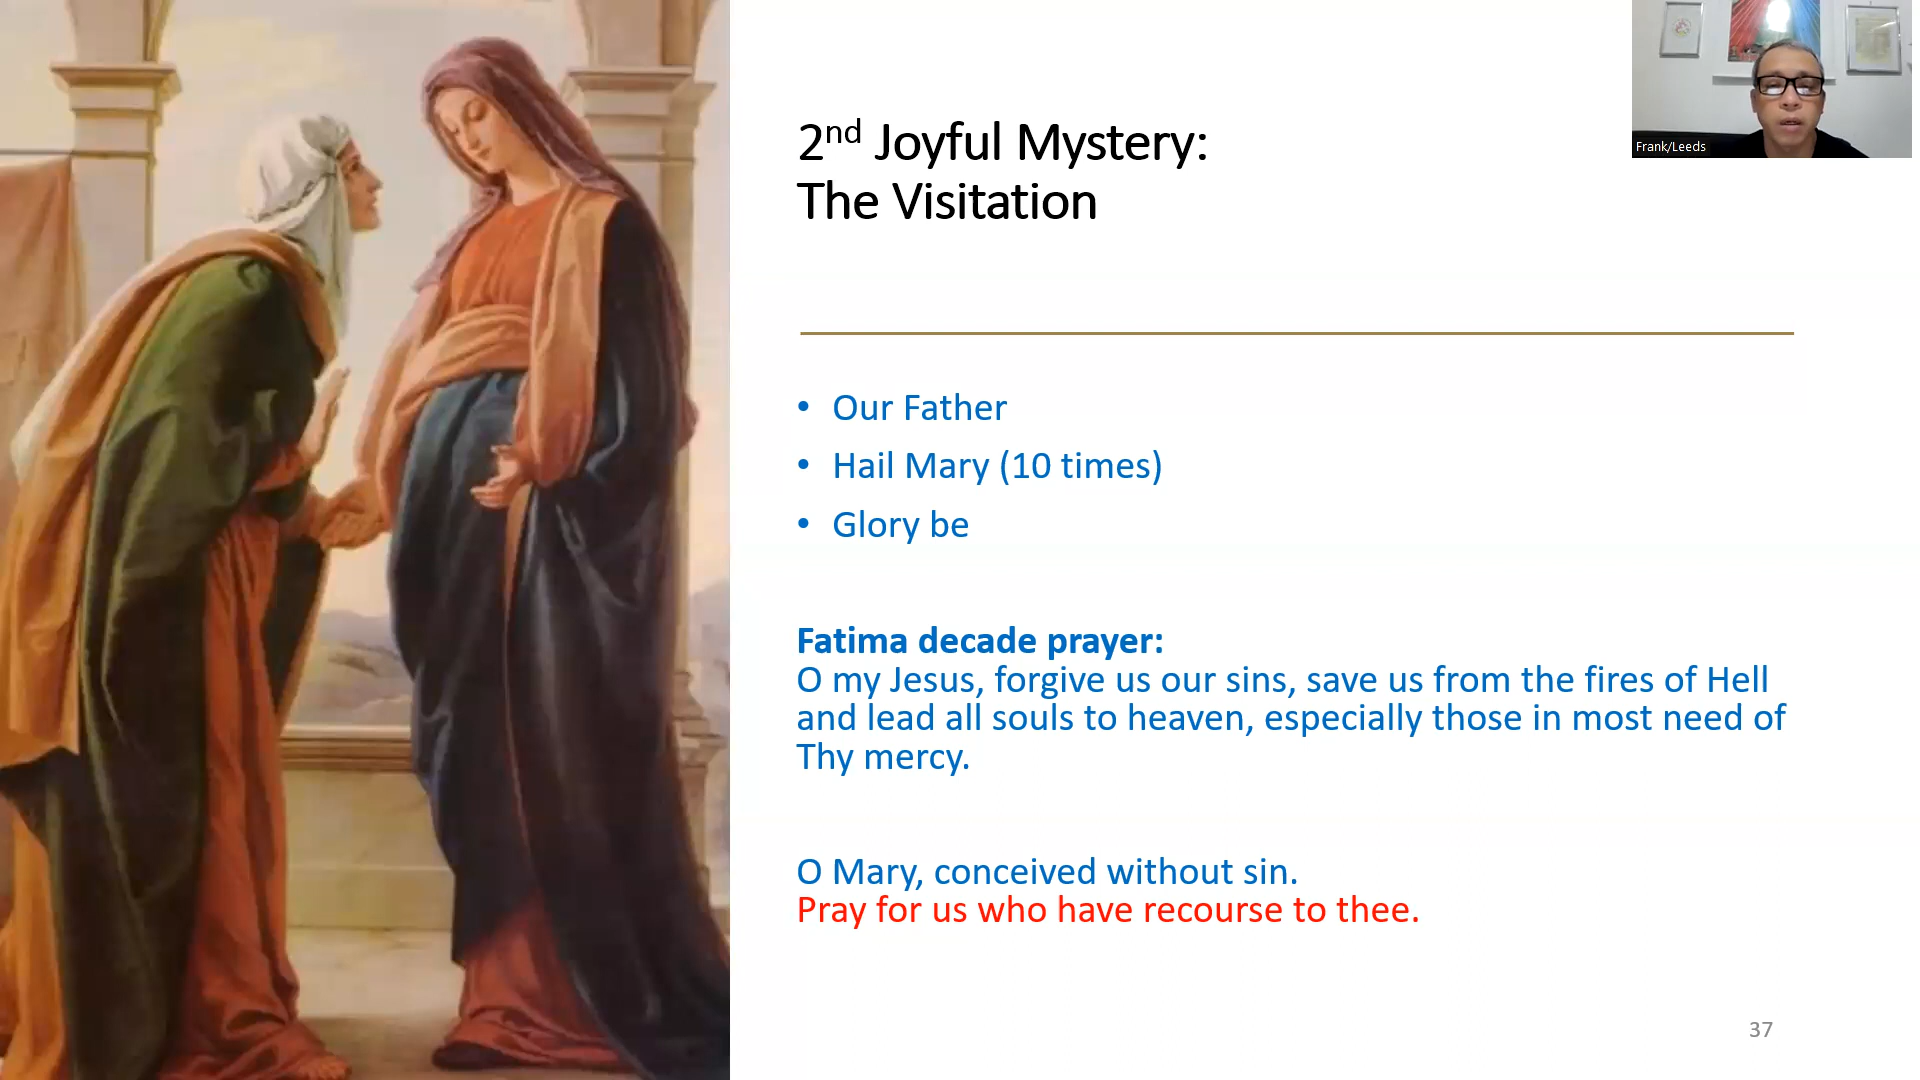 2nd Joyful Mystery:
The Visitation
Frank/Leeds
• Our Father
• Hail Mary (10 times)
• Glory be
Fatima decade prayer:
O my Jesus, forgive us our sins, save us from the fires of Hell
and lead all souls to heaven, especially those in most need of
Thy mercy.
O Mary, conceived without sin.
Pray for us who have recourse to thee.
37